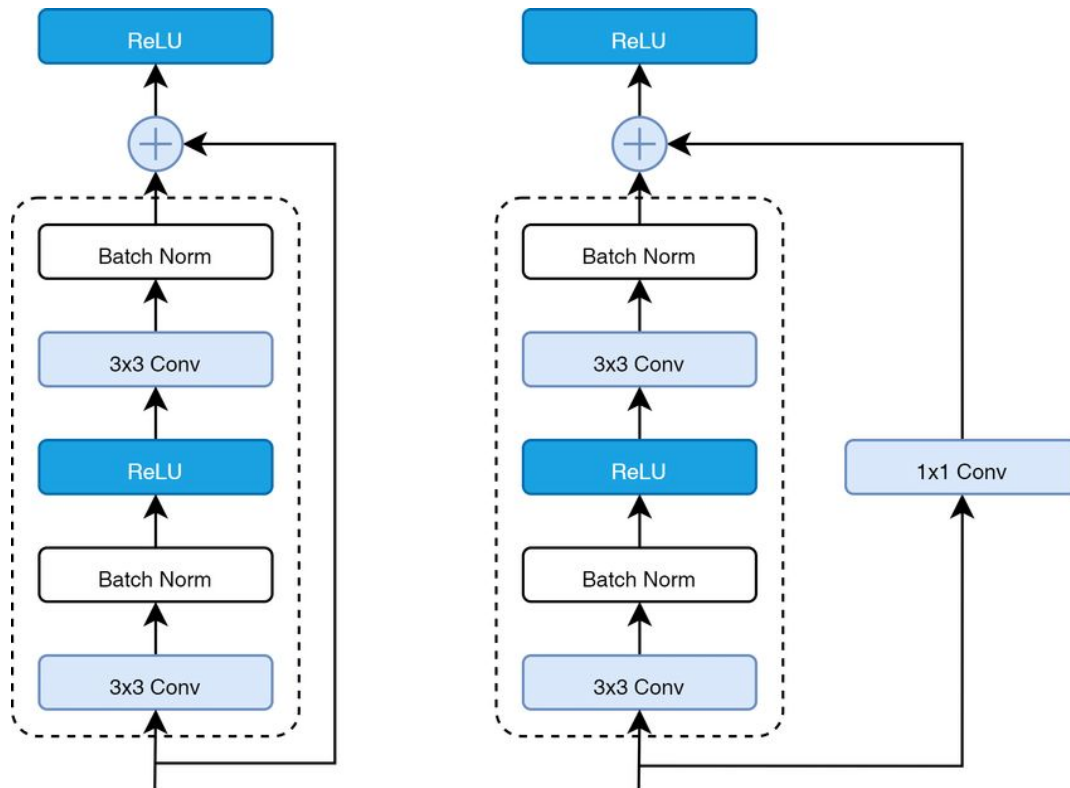 ReLU
Batch Norm
3x3 Conv
ReLU
Batch Norm
3x3 Conv
ReLU
Batch Norm
3x3 Conv
ReLU
Batch Norm
3x3 Conv
1x1 Conv